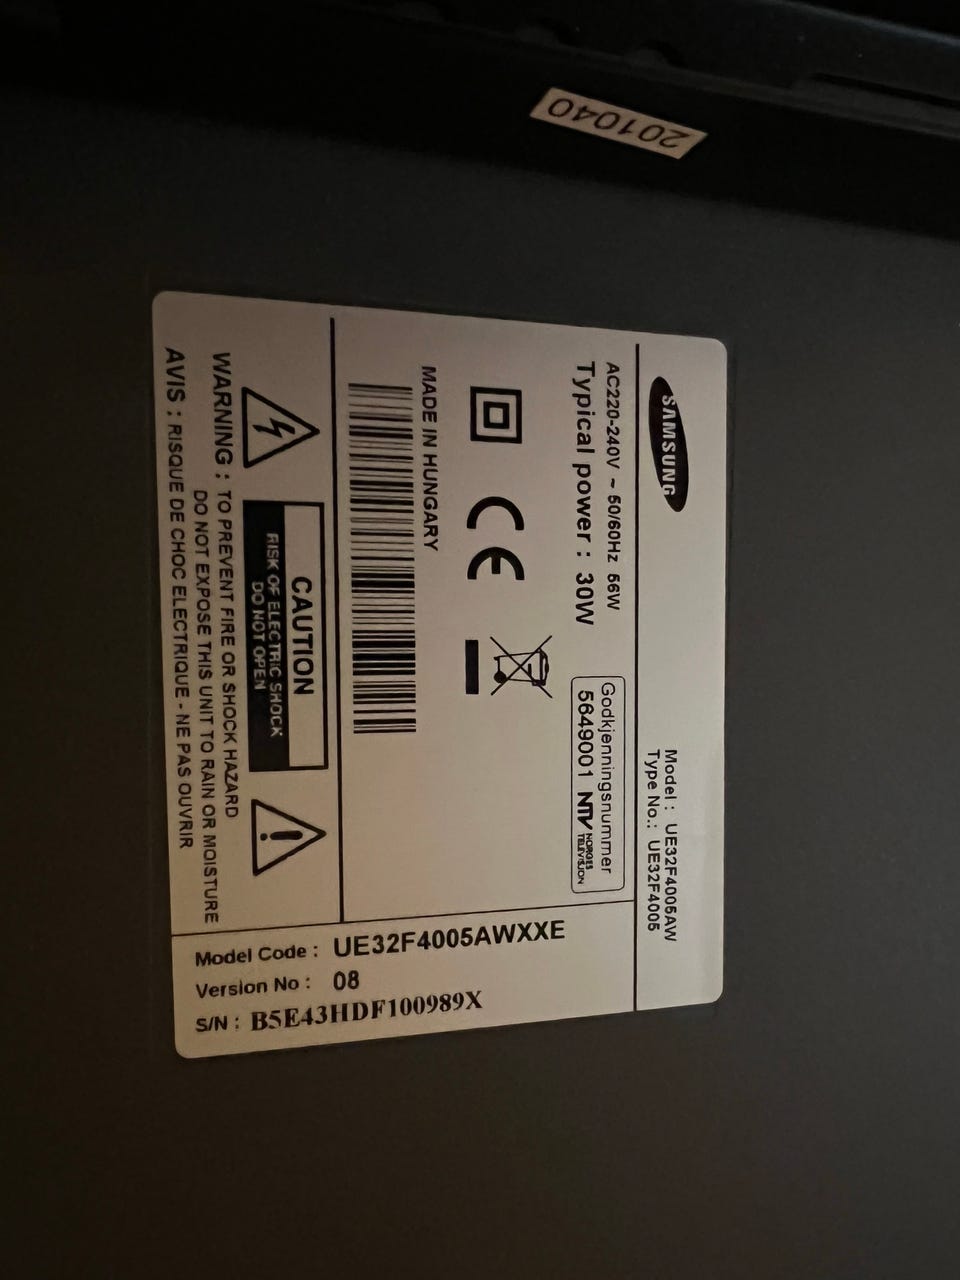 201040
SAMSUNG
Model : UE32F4005AW
Type No.: UE32F4005
AC220-240V ~ 50/60Hz 56W
Typical power : 30W
Godkjenningsnummer
5649001 NTV NORGES TELEVISJON
CE
MADE IN HUNGARY
CAUTION
RISK OF ELECTRIC SHOCK
DO NOT OPEN
WARNING : TO PREVENT FIRE OR SHOCK HAZARD
DO NOT EXPOSE THIS UNIT TO RAIN OR MOISTURE
AVIS : RISQUE DE CHOC ELECTRIQUE - NE PAS OUVRIR
Model Code : UE32F4005AWXXE
Version No : 08
S/N : B5E43HDF100989X